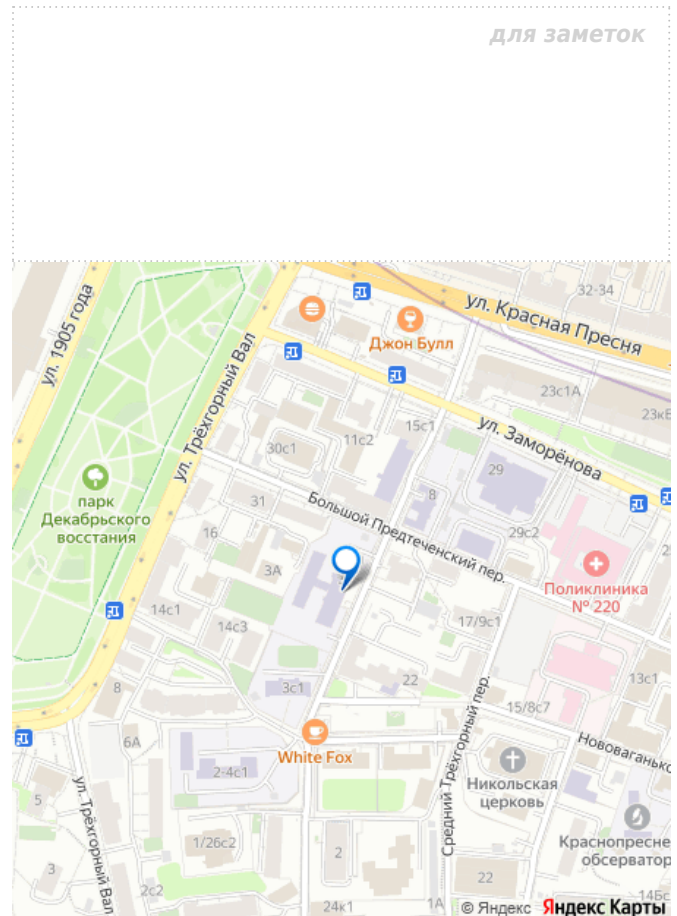 для заметок
32-34
ул. Красная Пресня
ул. 1905 года
Джон Булл
ул. Трёхгорный Вал
23с1А
23кБ
15с1
11с2
30с1
ул. Заморёнова
29
парк
Декабрьского
восстания
31
8
Большой Предтеченский пер.
16
29с2
3А
Поликлиника
№ 220
14с1
14с3
17/9с1
22
3с1
8
13с1
15/8с7
6А
White Fox
2-4с1
Средний Трёхгорный пер.
Нововаганько
Никольская
церковь
5
ул. Трёхгорный Вал
1/26с2
2
Краснопресне
обсерватор
3
22
2с2
24к1
1А
14Бс
© Яндекс Яндекс Карты